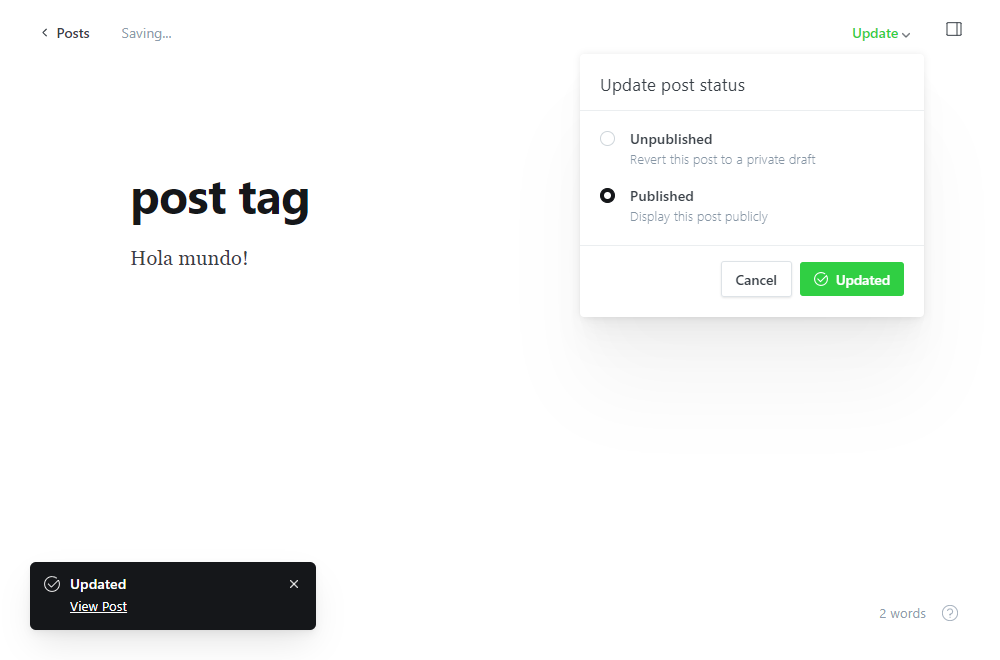 Posts
Saving...
Update
Update post status
Unpublished
Revert this post to a private draft
Published
Display this post publicly
Cancel
Updated
post tag
Hola mundo!
Updated
View Post
2 words
?